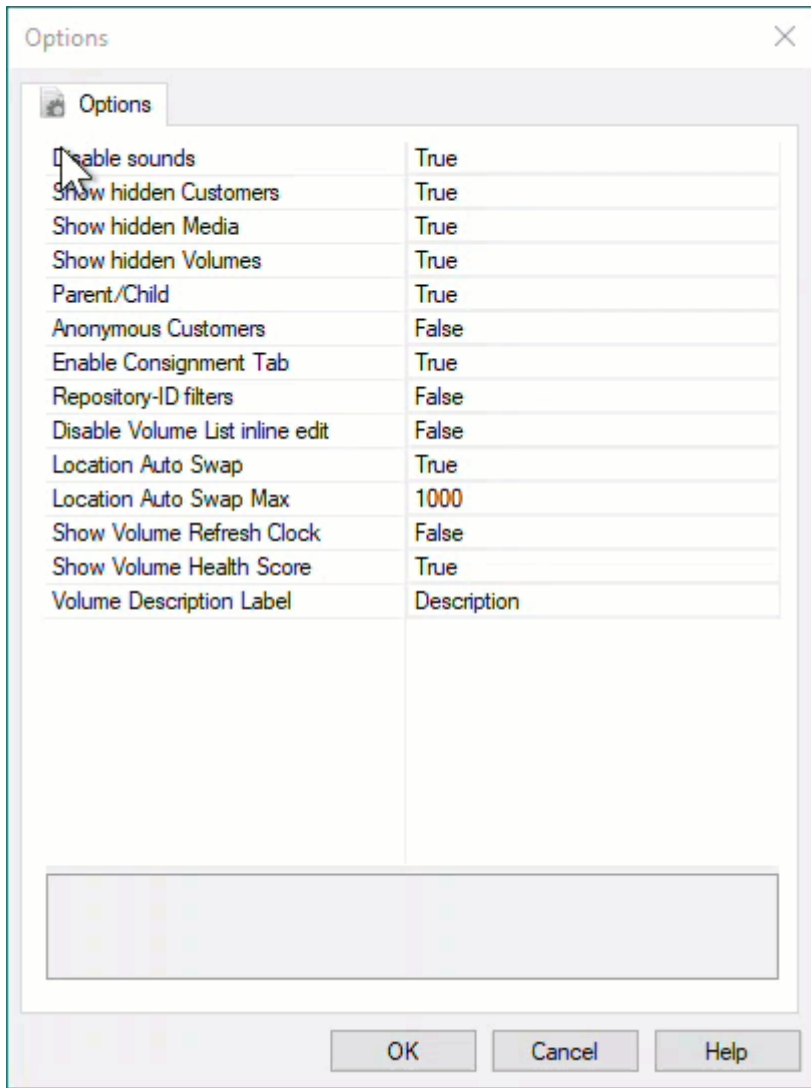 Options
Options
Disable sounds True
Show hidden Customers True
Show hidden Media True
Show hidden Volumes True
Parent/Child True
Anonymous Customers False
Enable Consignment Tab True
Repository-ID filters False
Disable Volume List inline edit False
Location Auto Swap True
Location Auto Swap Max 1000
Show Volume Refresh Clock False
Show Volume Health Score True
Volume Description Label Description
OK Cancel Help